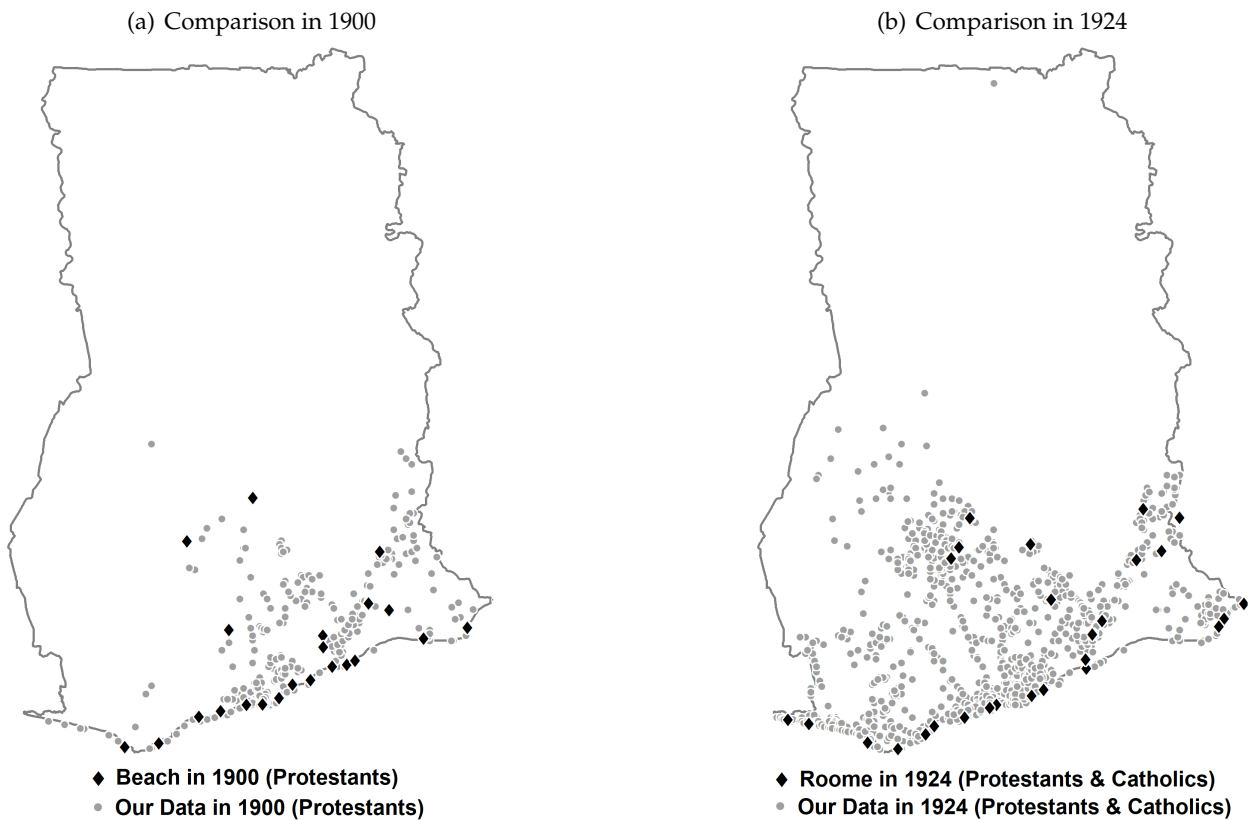 (a) Comparison in 1900
(b) Comparison in 1924
Beach in 1900 (Protestants)
Our Data in 1900 (Protestants)
Roome in 1924 (Protestants & Catholics)
Our Data in 1924 (Protestants & Catholics)